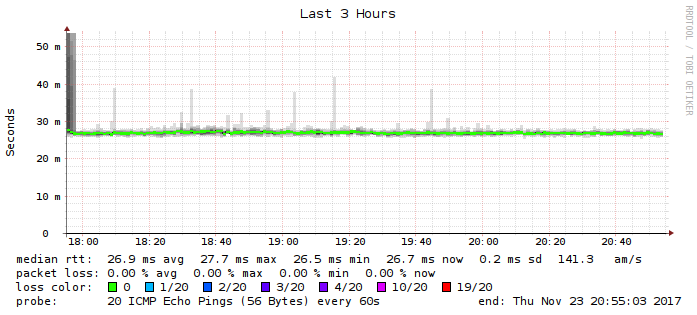 Last 3 Hours
RRDTOOL / TOBI OETIKER
Seconds
50 m
40 m
30 m
20 m
10 m
0
18:00 18:20 18:40 19:00 19:20 19:40 20:00 20:20 20:40
median rtt: 26.9 ms avg 27.7 ms max 26.5 ms min 26.7 ms now 0.2 ms sd 141.3 am/s
packet loss: 0.00 % avg 0.00 % max 0.00 % min 0.00 % now
loss color: 0 1/20 2/20 3/20 4/20 10/20 19/20
probe: 20 ICMP Echo Pings (56 Bytes) every 60s end: Thu Nov 23 20:55:03 2017